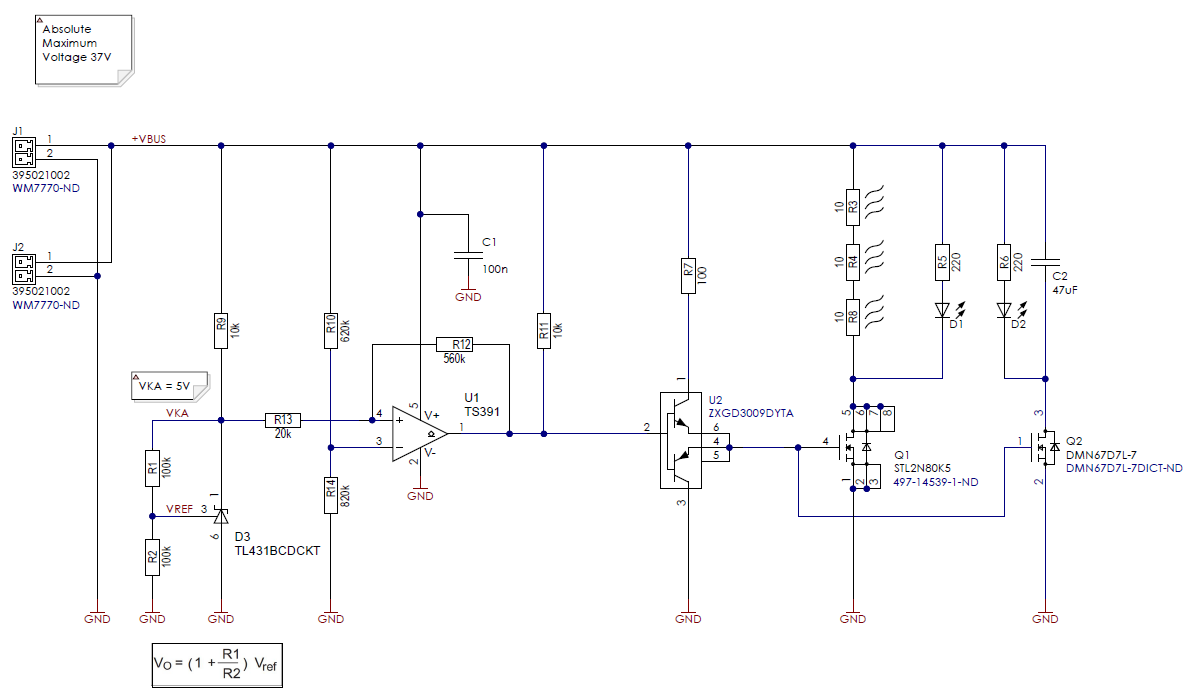 Absolute
Maximum
Voltage 37V
J1
1
+VBUS
2
395021002
WM7770-ND
J2
1
2
395021002
WM7770-ND
C1
100n
GND
R3
10
R4
10
R8
10
R5
220
R6
220
C2
47uF
D1
D2
R7
100
R9
10k
R10
620k
R11
10k
R12
560k
VKA = 5V
VKA
R13
20k
4
+
3
-
5
V+
V-
2
1
U1
TS391
GND
1
2
3
6
4
5
U2
ZXGD3009DYTA
5
6
7
8
4
1
2
3
Q1
STL2N80K5
497-14539-1-ND
3
1
2
Q2
DMN67D7L-7
DMN67D7L-7DICT-ND
R1
100k
VREF
3
1
6
R2
100k
D3
TL431BCDCKT
R14
820k
GND
GND
GND
GND
GND
GND
GND
VO = (1 + R1/R2) Vref